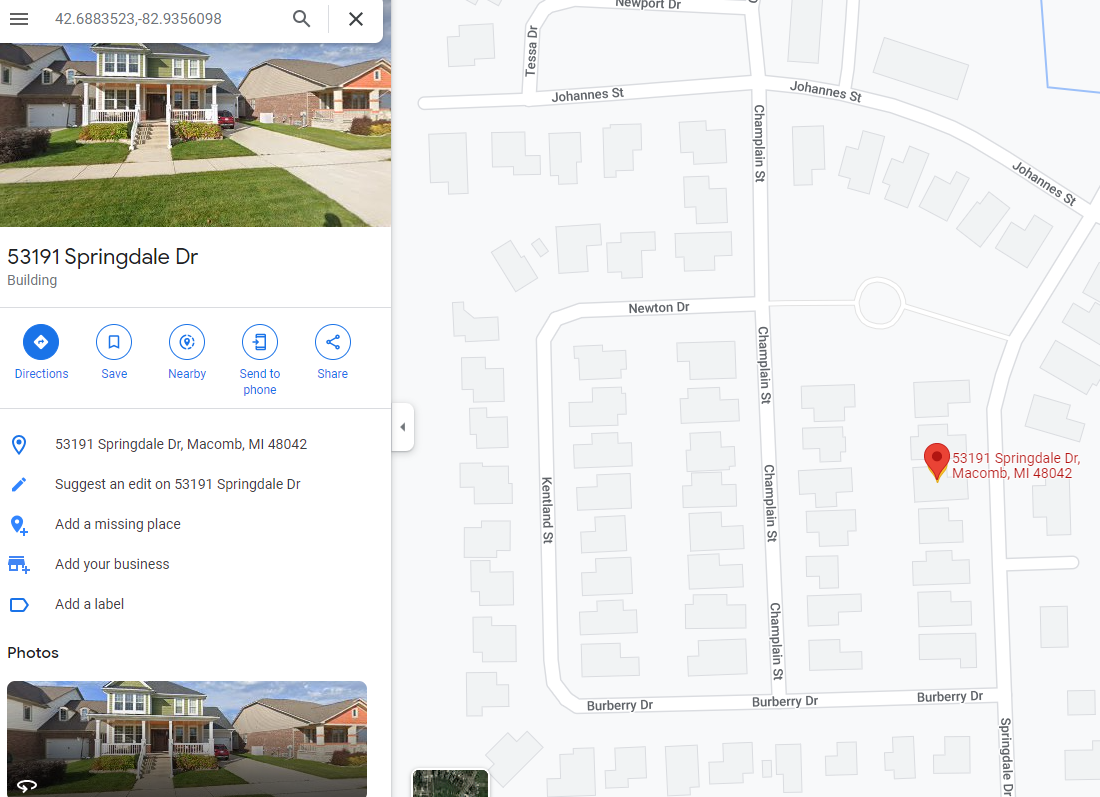 42.6883523,-82.9356098
53191 Springdale Dr
Building
Directions
Save
Nearby
Send to
phone
Share
53191 Springdale Dr, Macomb, MI 48042
Suggest an edit on 53191 Springdale Dr
Add a missing place
Add your business
Add a label
Photos
Newport Dr
Tessa Dr
Johannes St
Johannes St
Johannes St
Champlain St
Newton Dr
Champlain St
53191 Springdale Dr,
Macomb, MI 48042
Kentland St
Champlain St
Champlain St
Burberry Dr
Burberry Dr
Burberry Dr
Springdale Dr